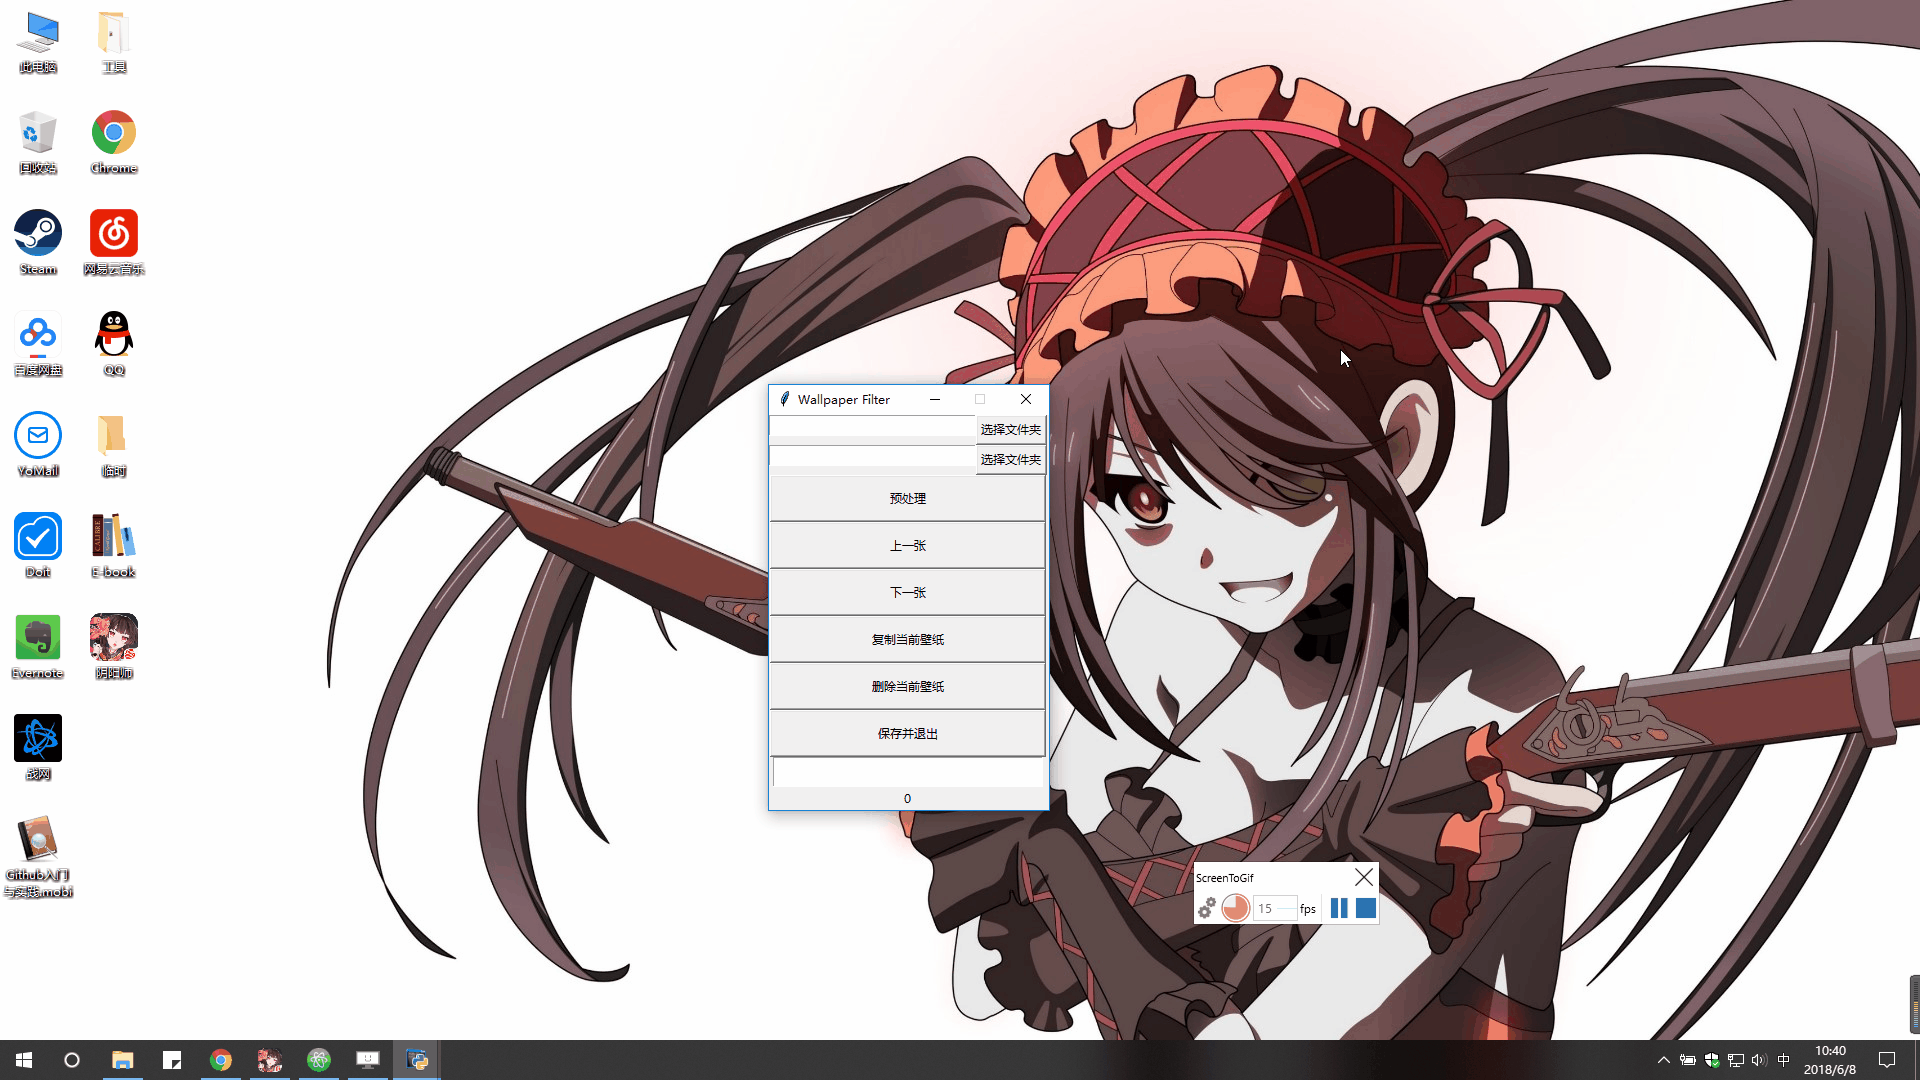 此电脑
工具
回收站
Chrome
Steam
网易云音乐
百度网盘
QQ
YoMail
临时
Doit
E-book
Evernote
阴阳师
战网
Github入门
与实践.mobi
Wallpaper Filter
选择文件夹
选择文件夹
预处理
上一张
下一张
复制当前壁纸
删除当前壁纸
保存并退出
0
ScreenToGif
15 fps
中
10:40
2018/6/8